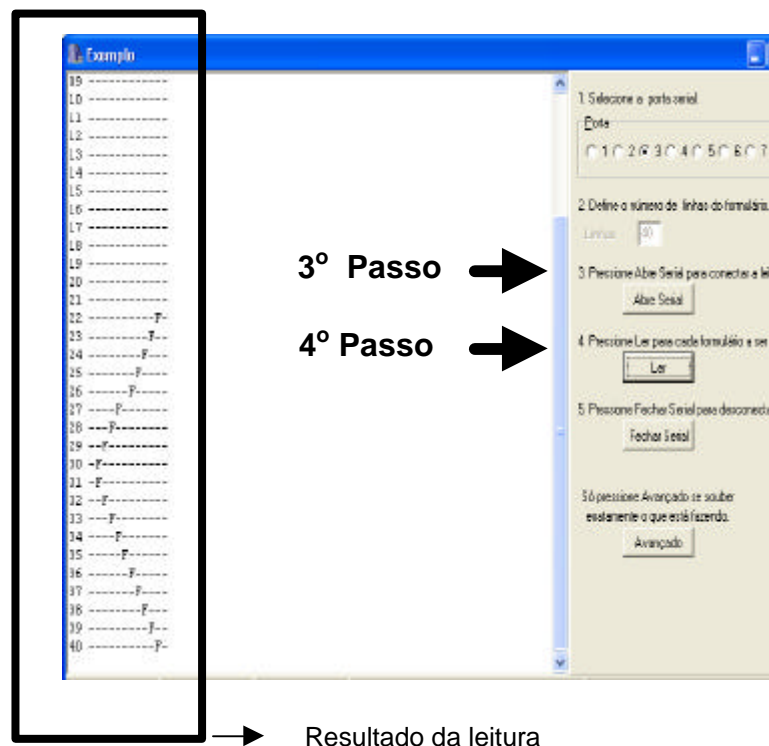 Exemplo
09 ------------
10 ------------
11 ------------
12 ------------
13 ------------
14 ------------
15 ------------
16 ------------
17 ------------
18 ------------
19 ------------
20 ------------
21 ------------
22 ----------F-
23 ---------F--
24 --------F---
25 -------F----
26 ------F-----
27 ----F-------
28 ---F--------
29 --F---------
30 -F----------
31 -F----------
32 --F---------
33 ---F--------
34 ----F-------
35 -----F------
36 ------F-----
37 -------F----
38 --------F---
39 ---------F--
40 ----------F-
1. Selecione a porta serial.
Porta
1 2 3 4 5 6 7
2. Define o número de linhas do formulário.
Linhas
3. Pressione Abre Serial para conectar a lei
Abre Serial
4. Pressione Ler para cada formulário a ser
Ler
5. Pressione Fechar Serial para desconecta
Fechar Serial
Só pressione Avançado se souber
exatamente o que está fazendo.
Avançado
3º Passo
4º Passo
Resultado da leitura